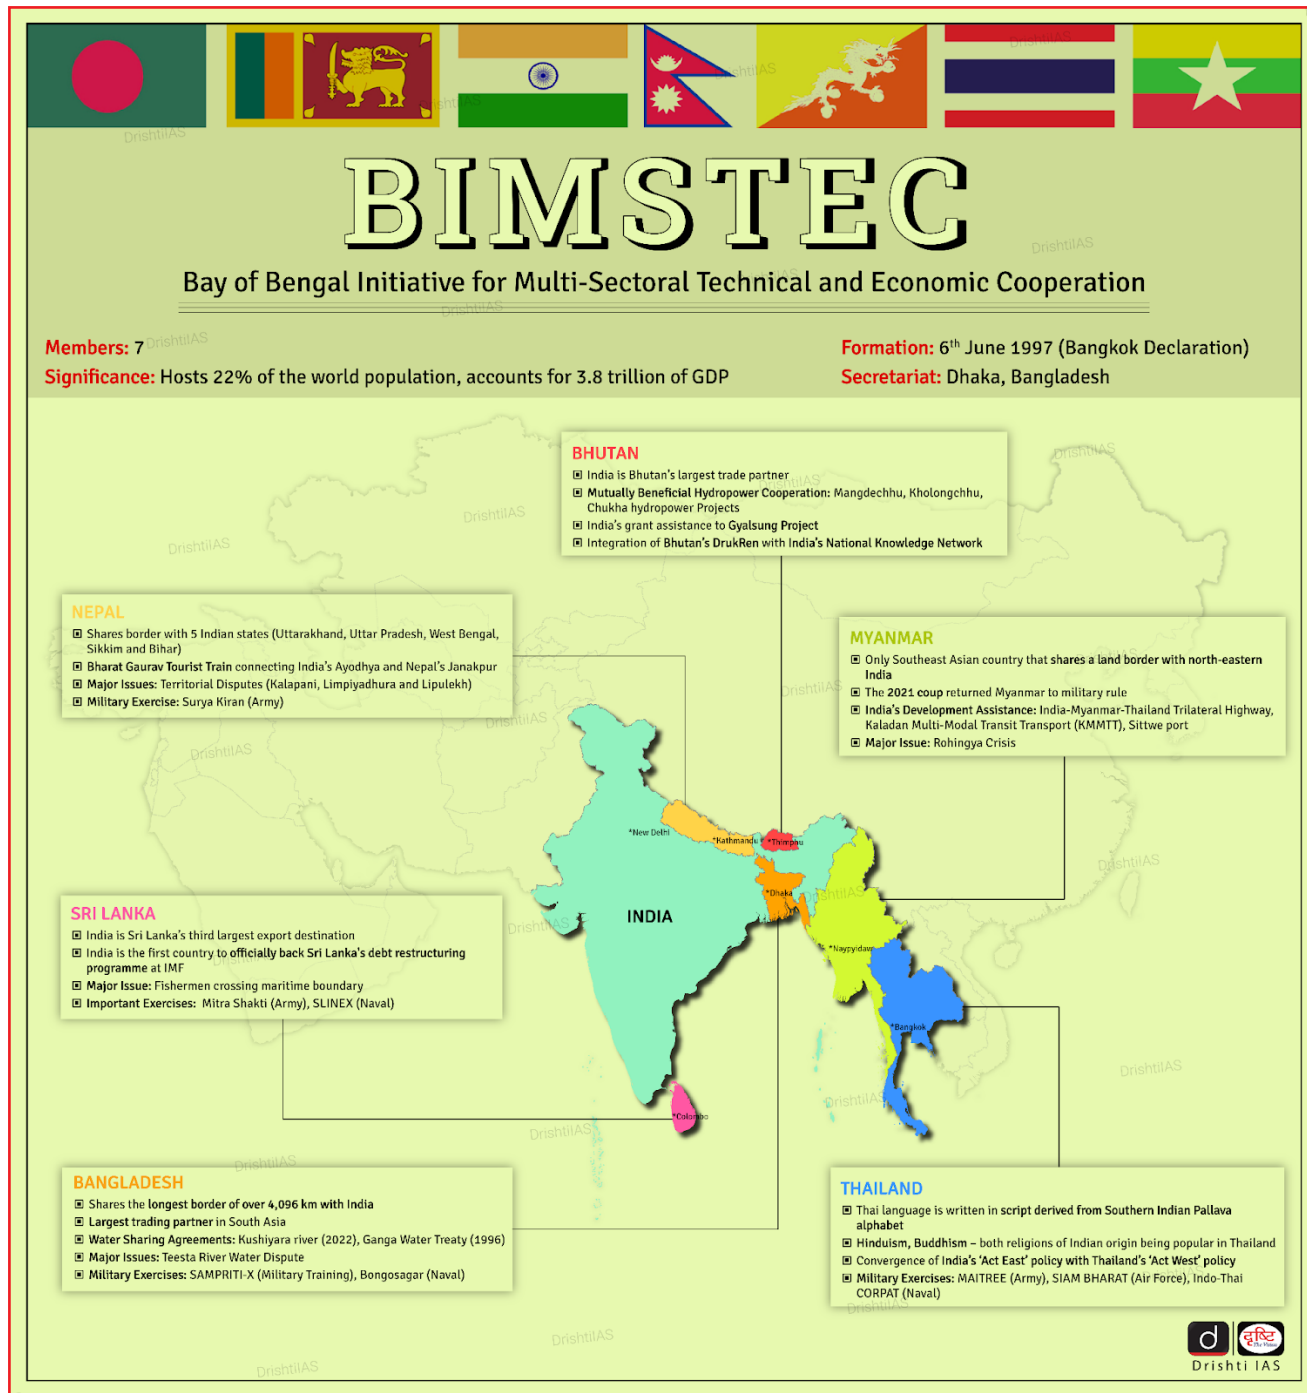 BIMSTEC
Bay of Bengal Initiative for Multi-Sectoral Technical and Economic Cooperation
Members: 7
Significance: Hosts 22% of the world population, accounts for 3.8 trillion of GDP
Formation: 6th June 1997 (Bangkok Declaration)
Secretariat: Dhaka, Bangladesh
BHUTAN
India is Bhutan's largest trade partner
Mutually Beneficial Hydropower Cooperation: Mangdechhu, Kholongchhu,
Chukha hydropower Projects
India's grant assistance to Gyalsung Project
Integration of Bhutan's DrukRen with India's National Knowledge Network
NEPAL
Shares border with 5 Indian states (Uttarakhand, Uttar Pradesh, West Bengal,
Sikkim and Bihar)
Bharat Gaurav Tourist Train connecting India's Ayodhya and Nepal's Janakpur
Major Issues: Territorial Disputes (Kalapani, Limpiyadhura and Lipulekh)
Military Exercise: Surya Kiran (Army)
MYANMAR
Only Southeast Asian country that shares a land border with north-eastern
India
The 2021 coup returned Myanmar to military rule
India's Development Assistance: India-Myanmar-Thailand Trilateral Highway,
Kaladan Multi-Modal Transit Transport (KMMTT), Sittwe port
Major Issue: Rohingya Crisis
*New Delhi
*Kathmandu
*Thimpau
*Dhaka
INDIA
*Naypyidaw
*Bangkok
*Colombo
SRI LANKA
India is Sri Lanka's third largest export destination
India is the first country to officially back Sri Lanka's debt restructuring
programme at IMF
Major Issue: Fishermen crossing maritime boundary
Important Exercises: Mitra Shakti (Army), SLINEX (Naval)
BANGLADESH
Shares the longest border of over 4,096 km with India
Largest trading partner in South Asia
Water Sharing Agreements: Kushiyara river (2022), Ganga Water Treaty (1996)
Major Issues: Teesta River Water Dispute
Military Exercises: SAMPRITI-X (Military Training), Bongosagar (Naval)
THAILAND
Thai language is written in script derived from Southern Indian Pallava
alphabet
Hinduism, Buddhism – both religions of Indian origin being popular in Thailand
Convergence of India's 'Act East' policy with Thailand's 'Act West' policy
Military Exercises: MAITREE (Army), SIAM BHARAT (Air Force), Indo-Thai
CORPAT (Naval)
d
दृष्टि
The Vision
Drishti IAS
DrishtiIAS